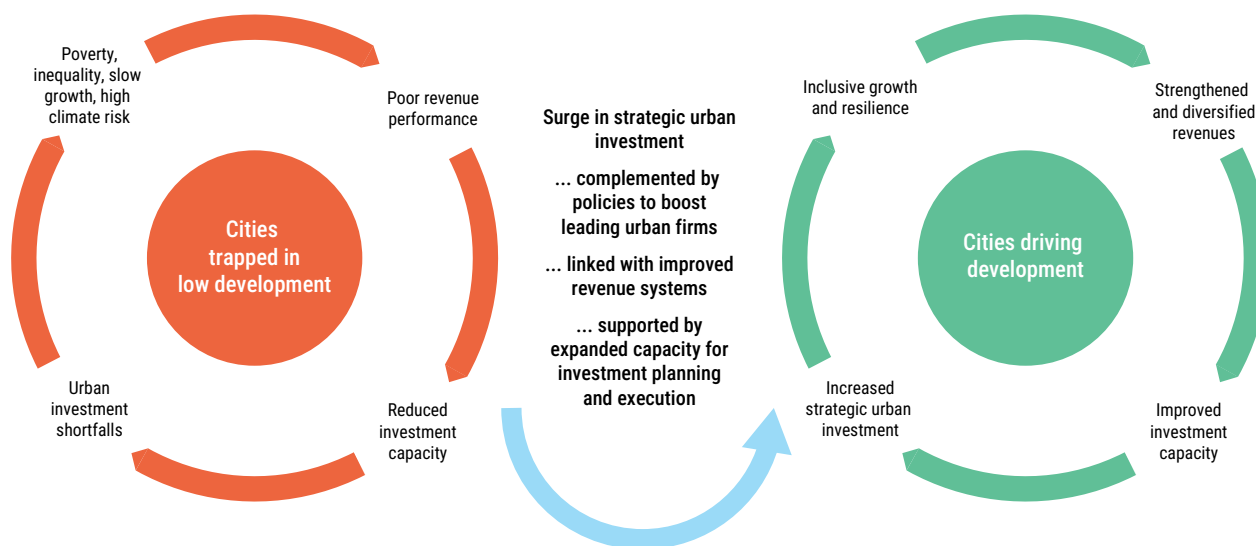 Poverty,
inequality, slow
growth, high
climate risk
Poor revenue
performance
Cities
trapped in
low development
Urban
investment
shortfalls
Reduced
investment
capacity
Surge in strategic urban
investment
... complemented by
policies to boost
leading urban firms
... linked with improved
revenue systems
... supported by
expanded capacity for
investment planning
and execution
Inclusive growth
and resilience
Strengthened
and diversified
revenues
Cities driving
development
Increased
strategic urban
investment
Improved
investment
capacity